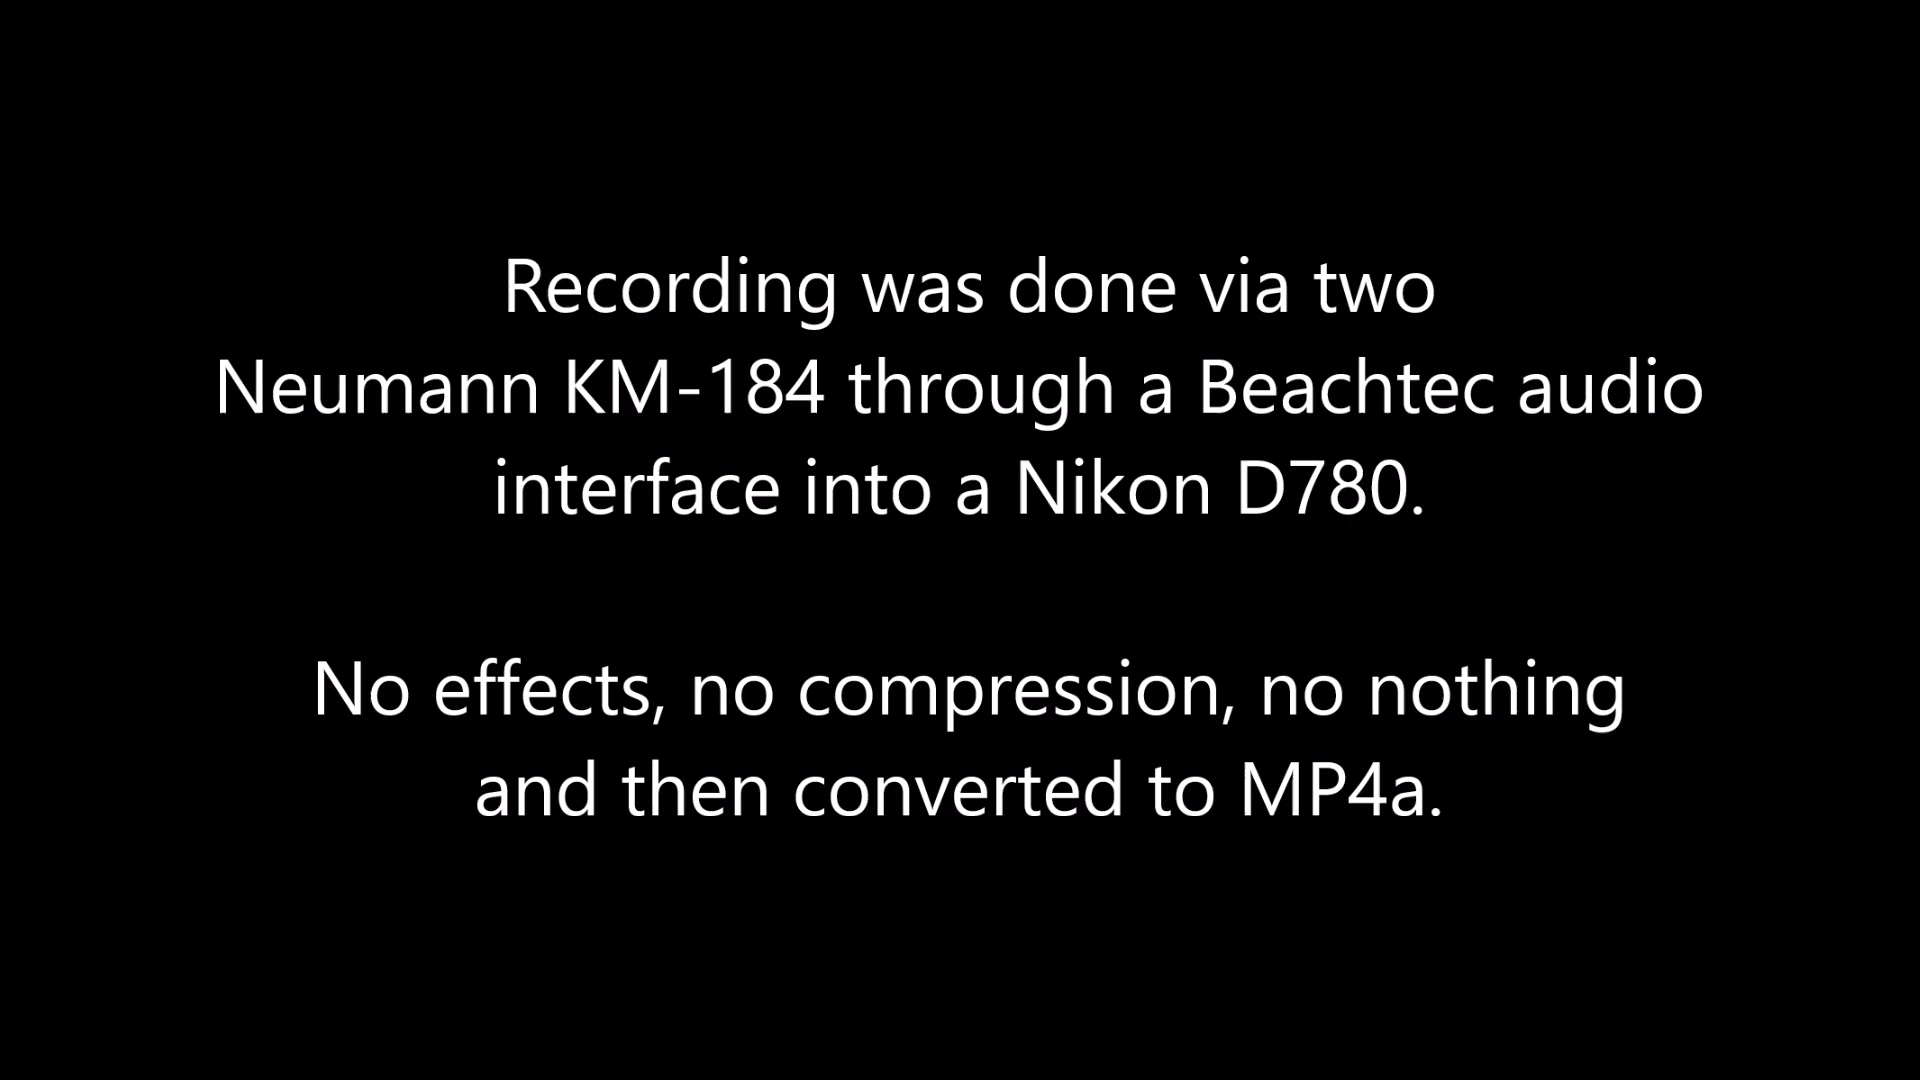 Recording was done via two
Neumann KM-184 through a Beachtec audio
interface into a Nikon D780.
No effects, no compression, no nothing
and then converted to MP4a.